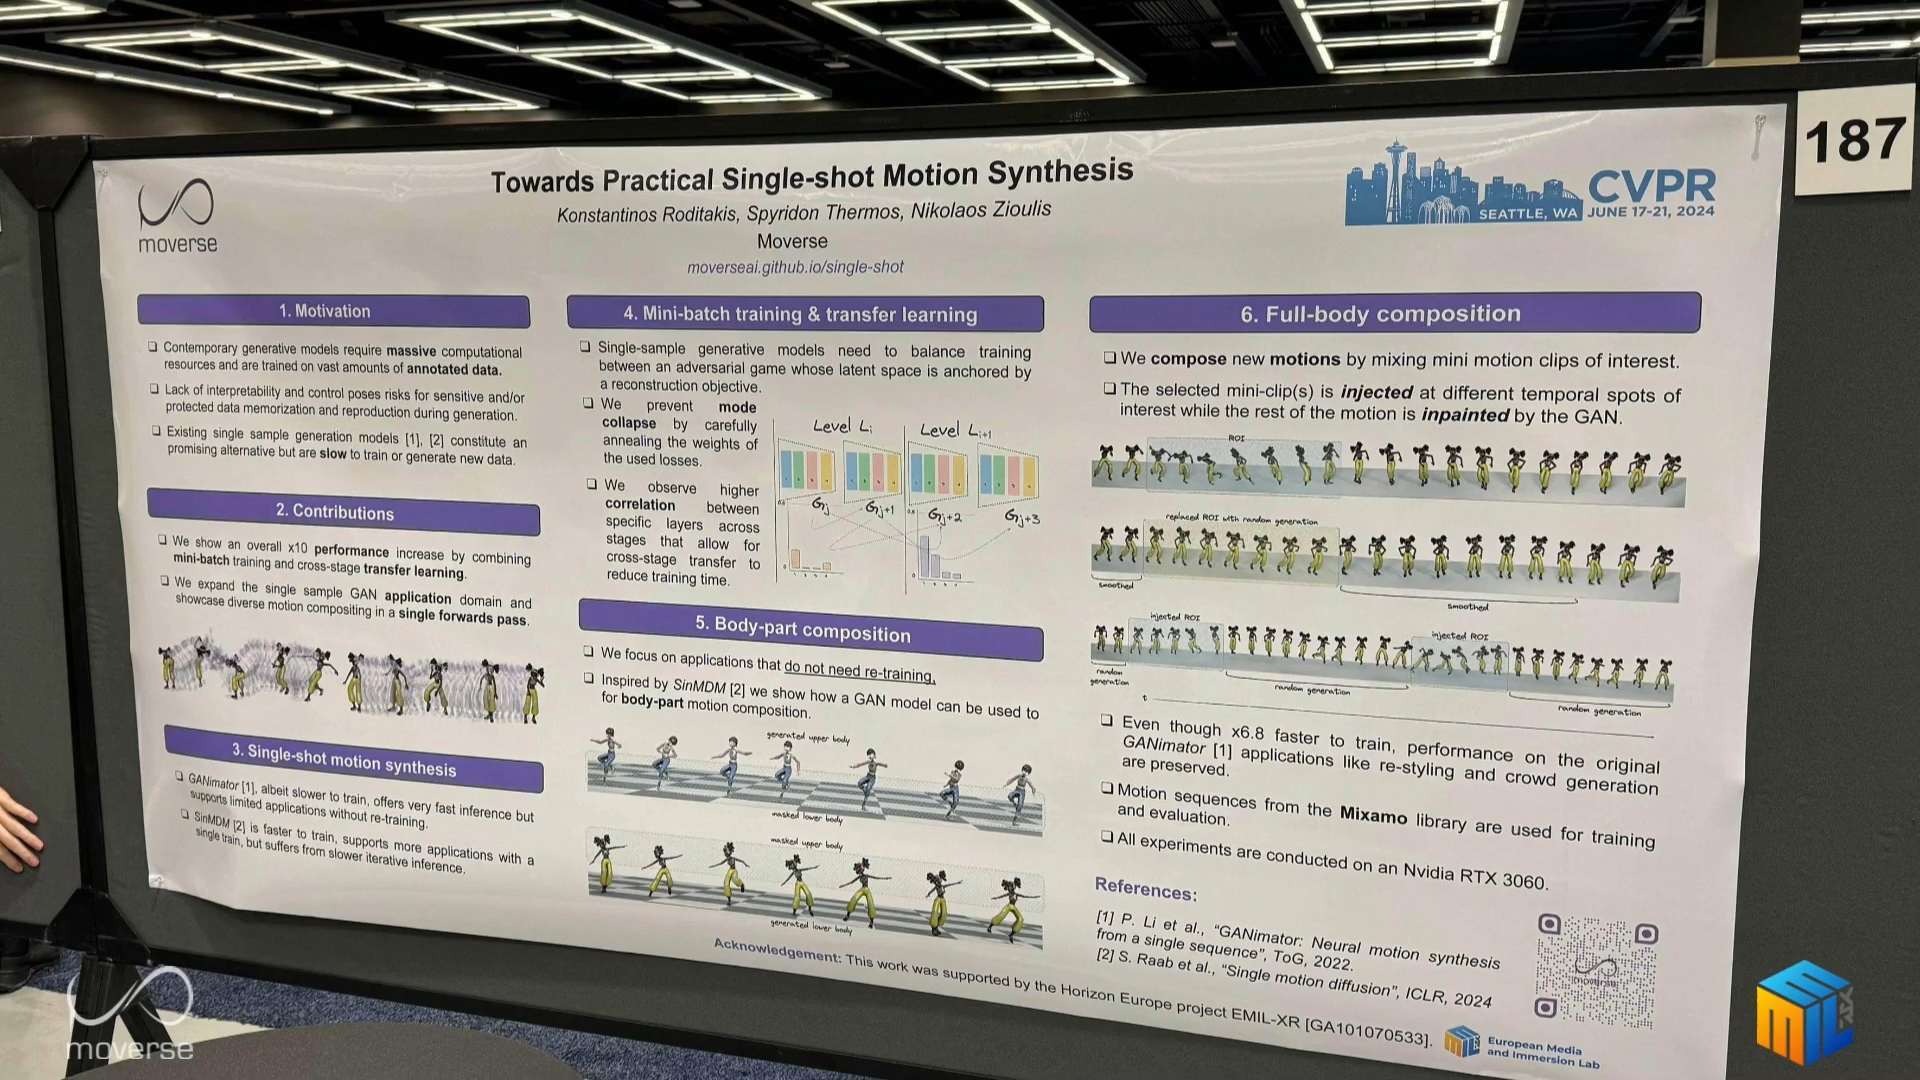 187
moverse
Towards Practical Single-shot Motion Synthesis
Konstantinos Roditakis, Spyridon Thermos, Nikolaos Zioulis
Moverse
moverseai.github.io/single-shot
CVPR
SEATTLE, WA
JUNE 17-21, 2024
1. Motivation
Contemporary generative models require massive computational
resources and are trained on vast amounts of annotated data.
Lack of interpretability and control poses risks for sensitive and/or
protected data memorization and reproduction during generation.
Existing single sample generation models [1], [2] constitute an
promising alternative but are slow to train or generate new data.
2. Contributions
We show an overall x10 performance increase by combining
mini-batch training and cross-stage transfer learning.
We expand the single sample GAN application domain and
showcase diverse motion compositing in a single forwards pass.
3. Single-shot motion synthesis
GANimator [1], albeit slower to train, offers very fast inference but
supports limited applications without re-training.
SinMDM [2] is faster to train, supports more applications with a
single train, but suffers from slower iterative inference.
4. Mini-batch training & transfer learning
Single-sample generative models need to balance training
between an adversarial game whose latent space is anchored by
a reconstruction objective.
We prevent mode
collapse by carefully
annealing the weights of
the used losses.
We observe higher
correlation between
specific layers across
stages that allow for
cross-stage transfer to
reduce training time.
Level Li
Level Li+1
Gj
Gj+1
Gj+2
Gj+3
5. Body-part composition
We focus on applications that do not need re-training.
Inspired by SinMDM [2] we show how a GAN model can be used to
for body-part motion composition.
generated upper body
masked lower body
masked upper body
generated lower body
6. Full-body composition
We compose new motions by mixing mini motion clips of interest.
The selected mini-clip(s) is injected at different temporal spots of
interest while the rest of the motion is inpainted by the GAN.
ROI
replaced ROI with random generation
smoothed
smoothed
injected ROI
injected ROI
random
generation
random generation
random generation
t
Even though x6.8 faster to train, performance on the original
GANimator [1] applications like re-styling and crowd generation
are preserved.
Motion sequences from the Mixamo library are used for training
and evaluation.
All experiments are conducted on an Nvidia RTX 3060.
References:
[1] P. Li et al., “GANimator: Neural motion synthesis
from a single sequence”, ToG, 2022.
[2] S. Raab et al., “Single motion diffusion”, ICLR, 2024
moverse
Acknowledgement: This work was supported by the Horizon Europe project EMIL-XR [GA101070533].
European Media
and Immersion Lab
moverse
EMIL